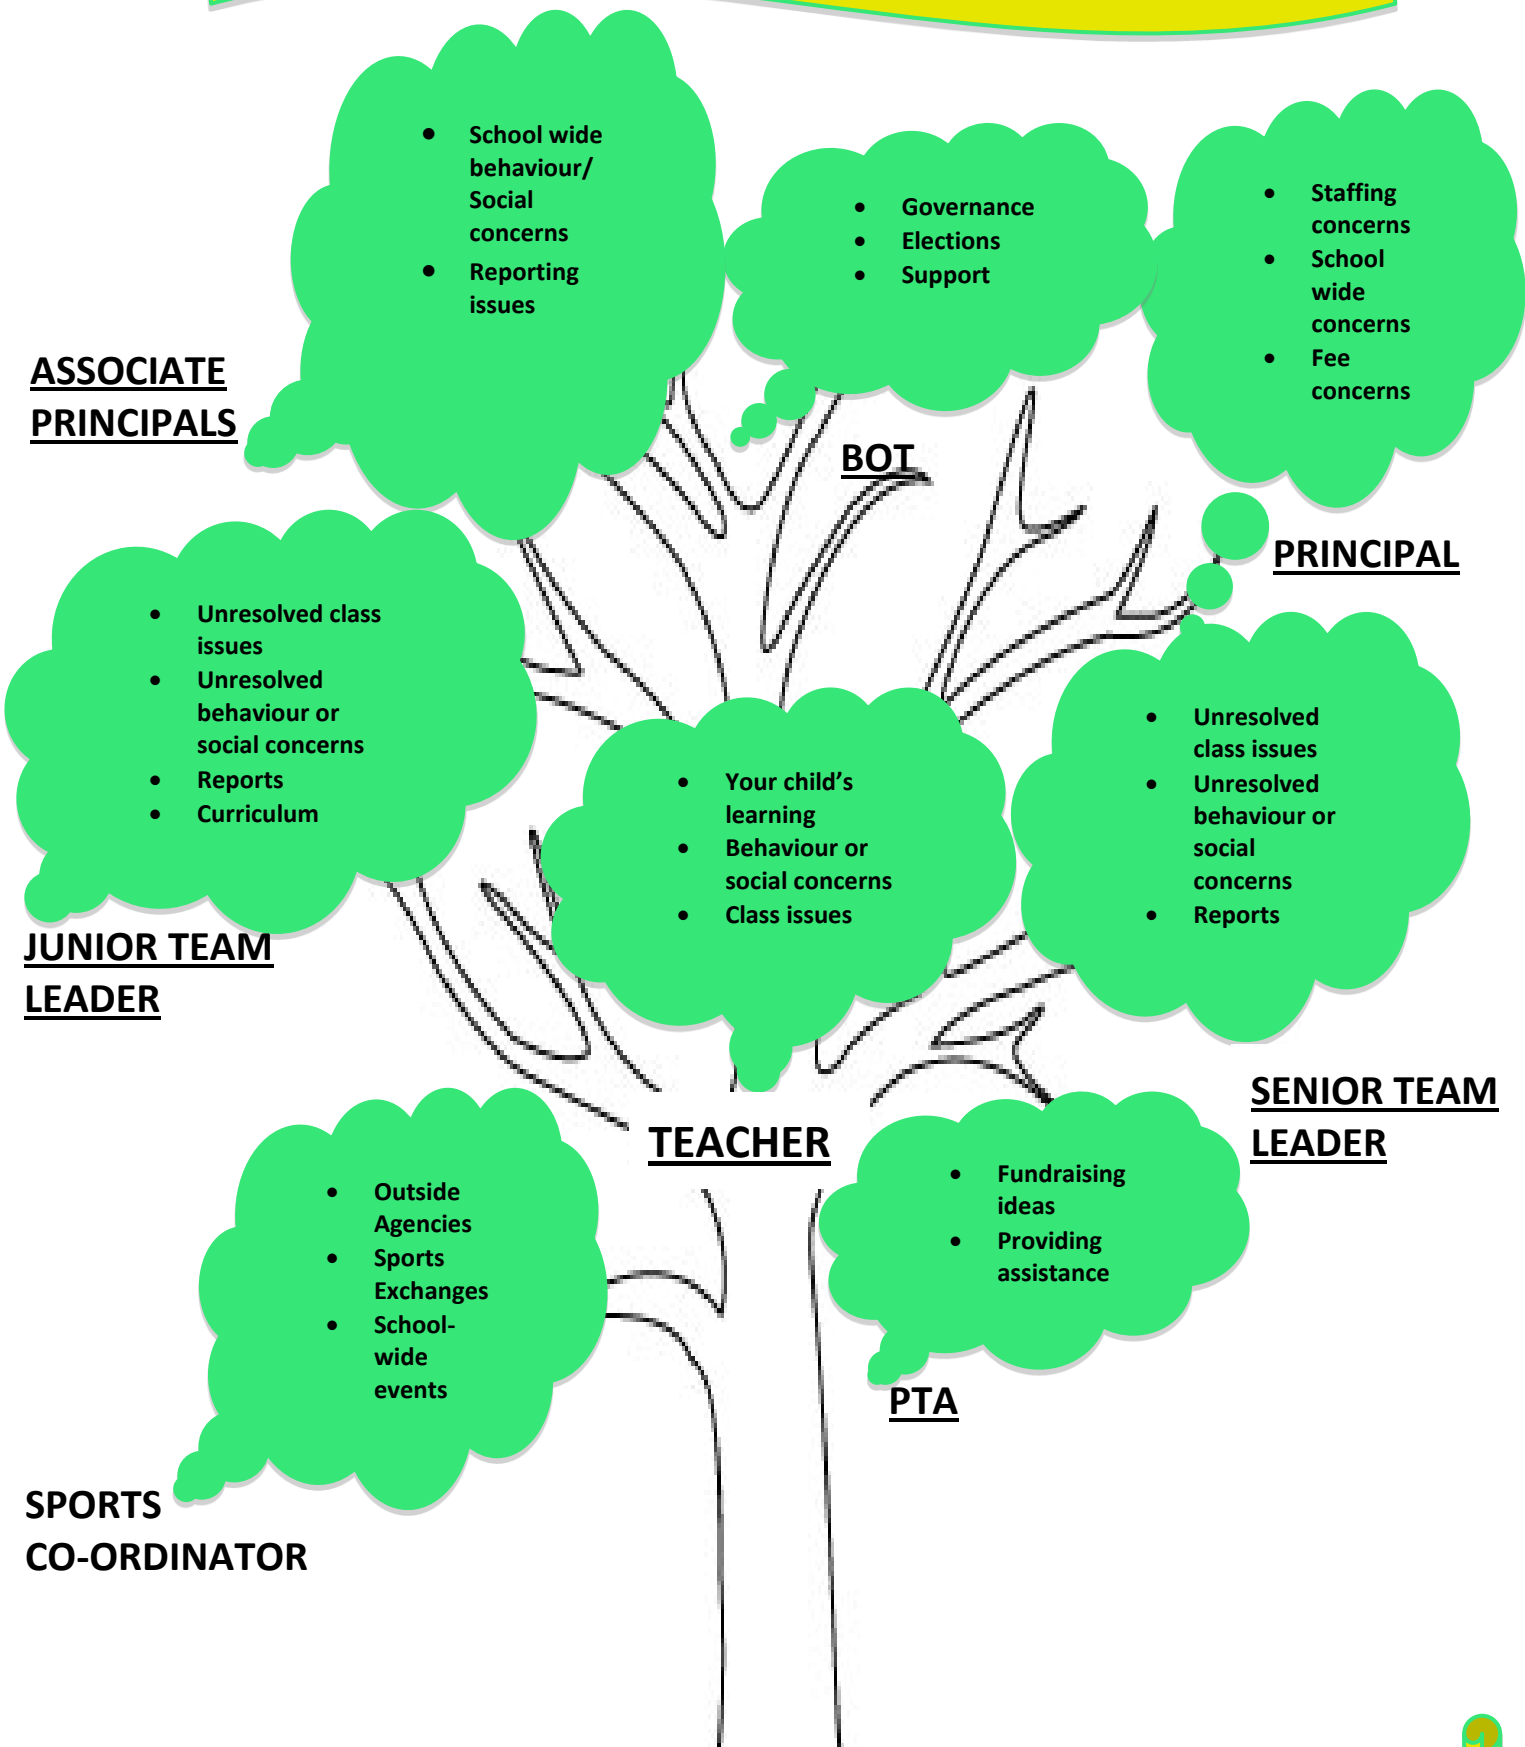 • School wide
behaviour/
Social
concerns
• Reporting
issues
ASSOCIATE
PRINCIPALS
• Governance
• Elections
• Support
BOT
• Staffing
concerns
• School
wide
concerns
• Fee
concerns
PRINCIPAL
• Unresolved class
issues
• Unresolved
behaviour or
social concerns
• Reports
• Curriculum
JUNIOR TEAM
LEADER
• Your child’s
learning
• Behaviour or
social concerns
• Class issues
TEACHER
• Unresolved
class issues
• Unresolved
behaviour or
social
concerns
• Reports
SENIOR TEAM
LEADER
• Outside
Agencies
• Sports
Exchanges
• School-
wide
events
SPORTS
CO-ORDINATOR
• Fundraising
ideas
• Providing
assistance
PTA